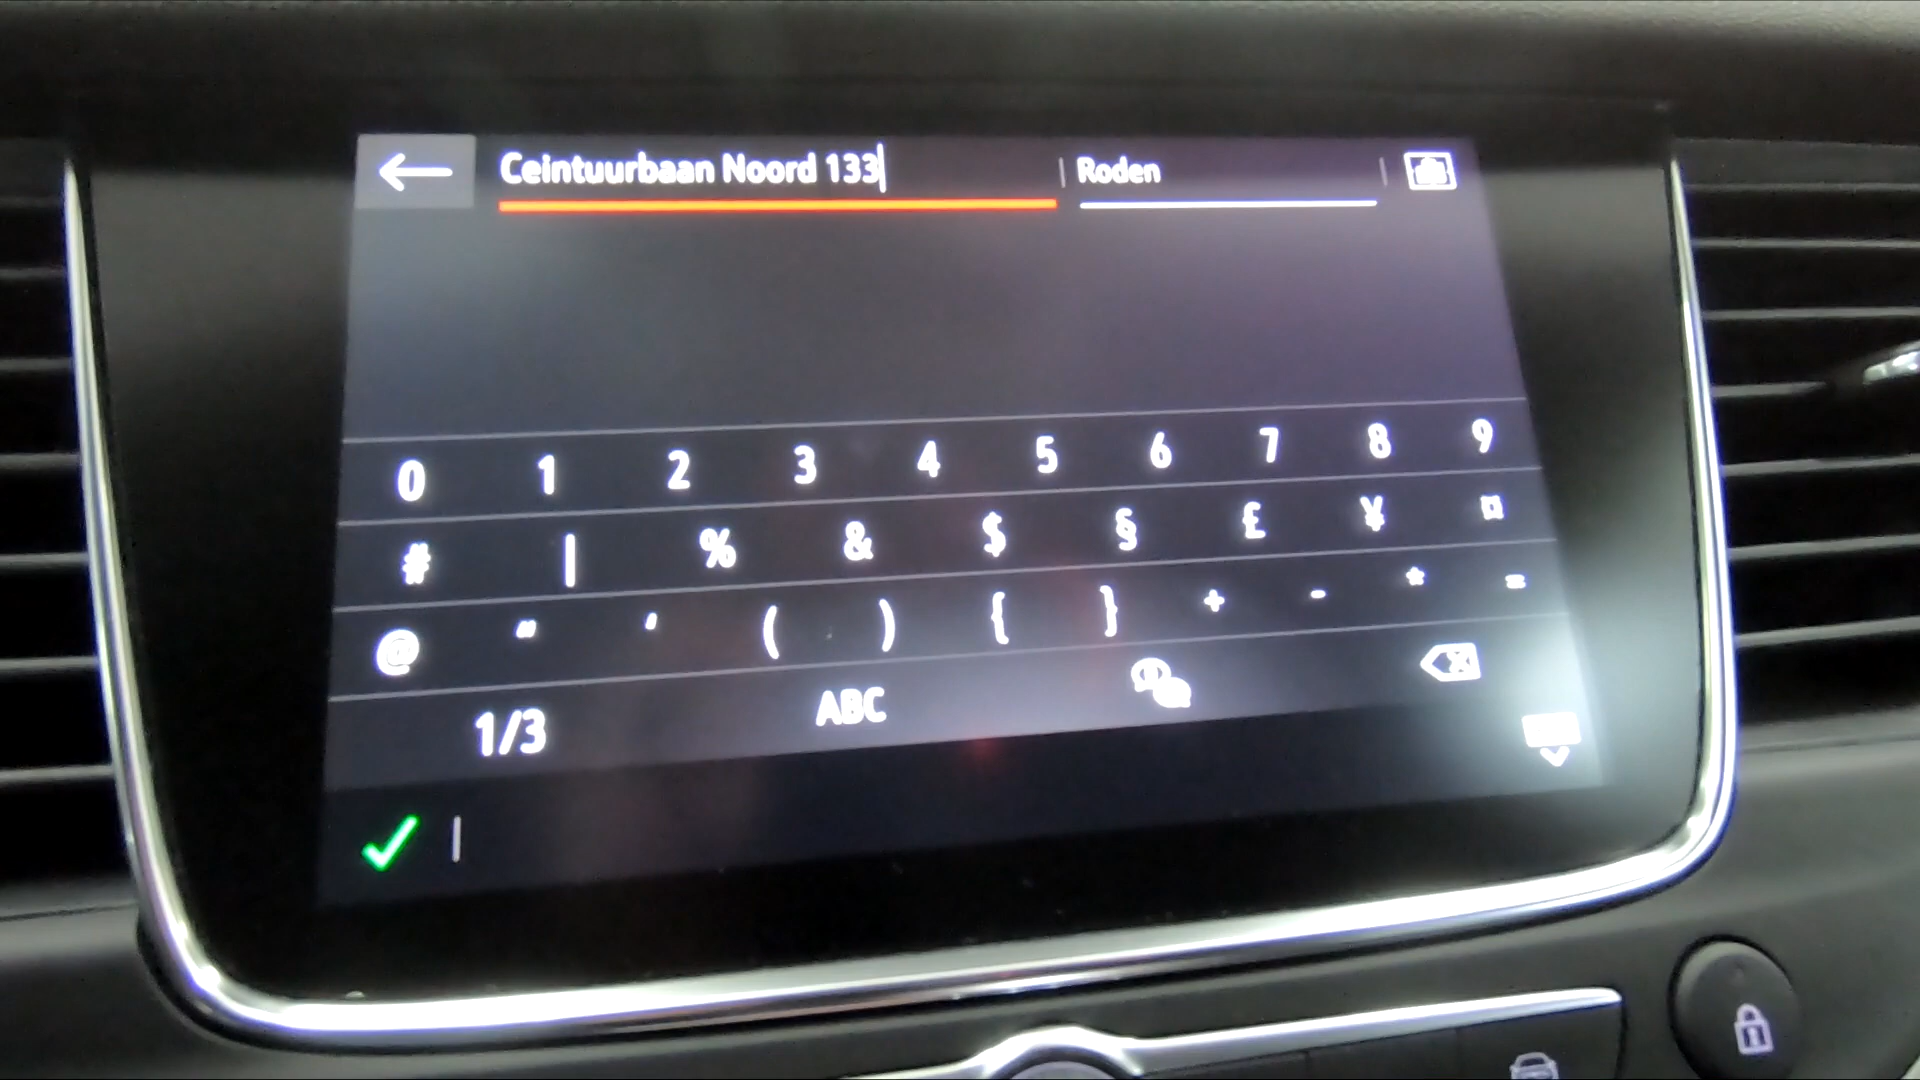 Ceintuurbaan Noord 133 Roden
0 1 2 3 4 5 6 7 8 9
# | % & $ § £ ¥ ¤
@ " ' ( ) { } + - * =
1/3 ABC